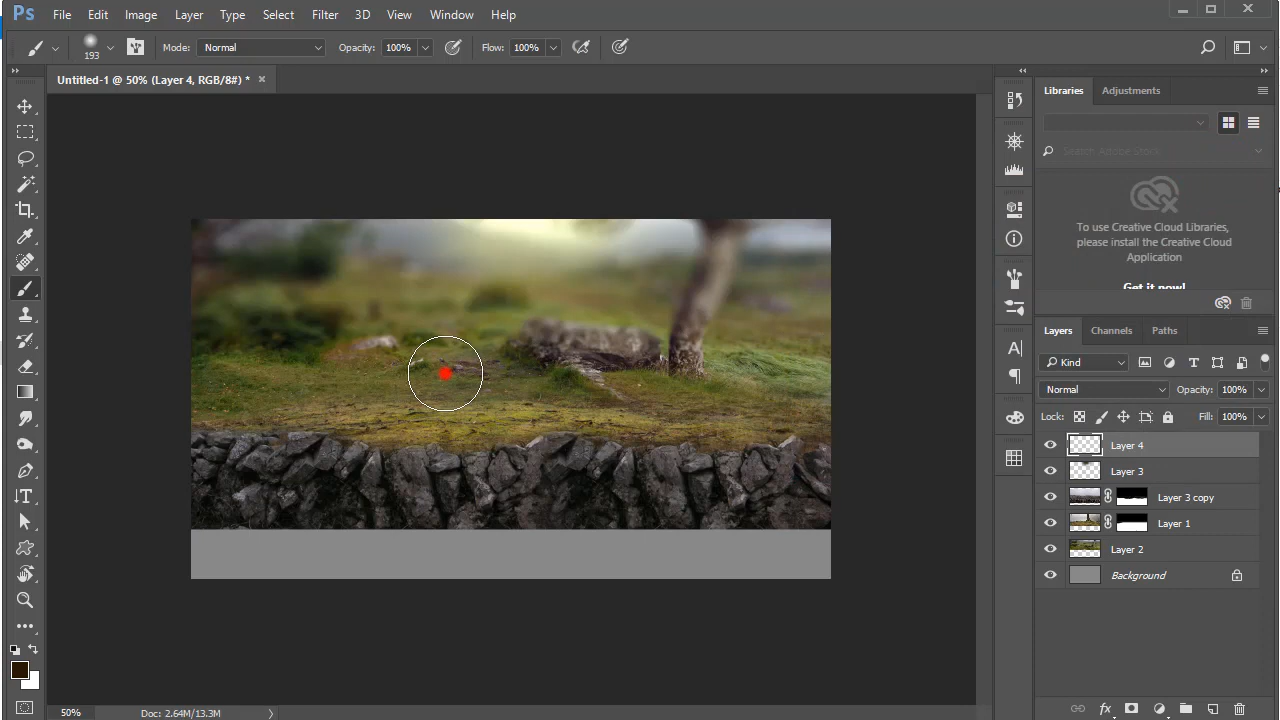 Ps File Edit Image Layer Type Select Filter 3D View Window Help
193 Mode: Normal Opacity: 100% Flow: 100%
Untitled-1 @ 50% (Layer 4, RGB/8#) * ×
Libraries Adjustments
Search Adobe Stock
To use Creative Cloud Libraries,
please install the Creative Cloud
Application
Get it now!
Layers Channels Paths
Kind
Normal Opacity: 100%
Lock: Fill: 100%
Layer 4
Layer 3
Layer 3 copy
Layer 1
Layer 2
Background
50% Doc: 2.64M/13.3M